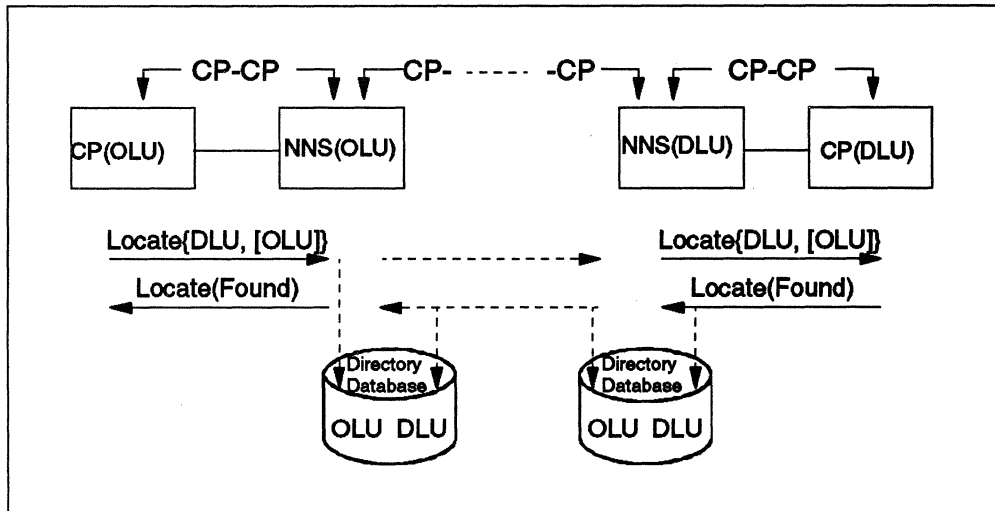 CP-CP CP- -CP CP-CP
CP(OLU) NNS(OLU) NNS(DLU) CP(DLU)
Locate{DLU, [OLU]} Locate{DLU, [OLU]}
Locate(Found) Locate(Found)
Directory Directory
Database Database
OLU DLU OLU DLU